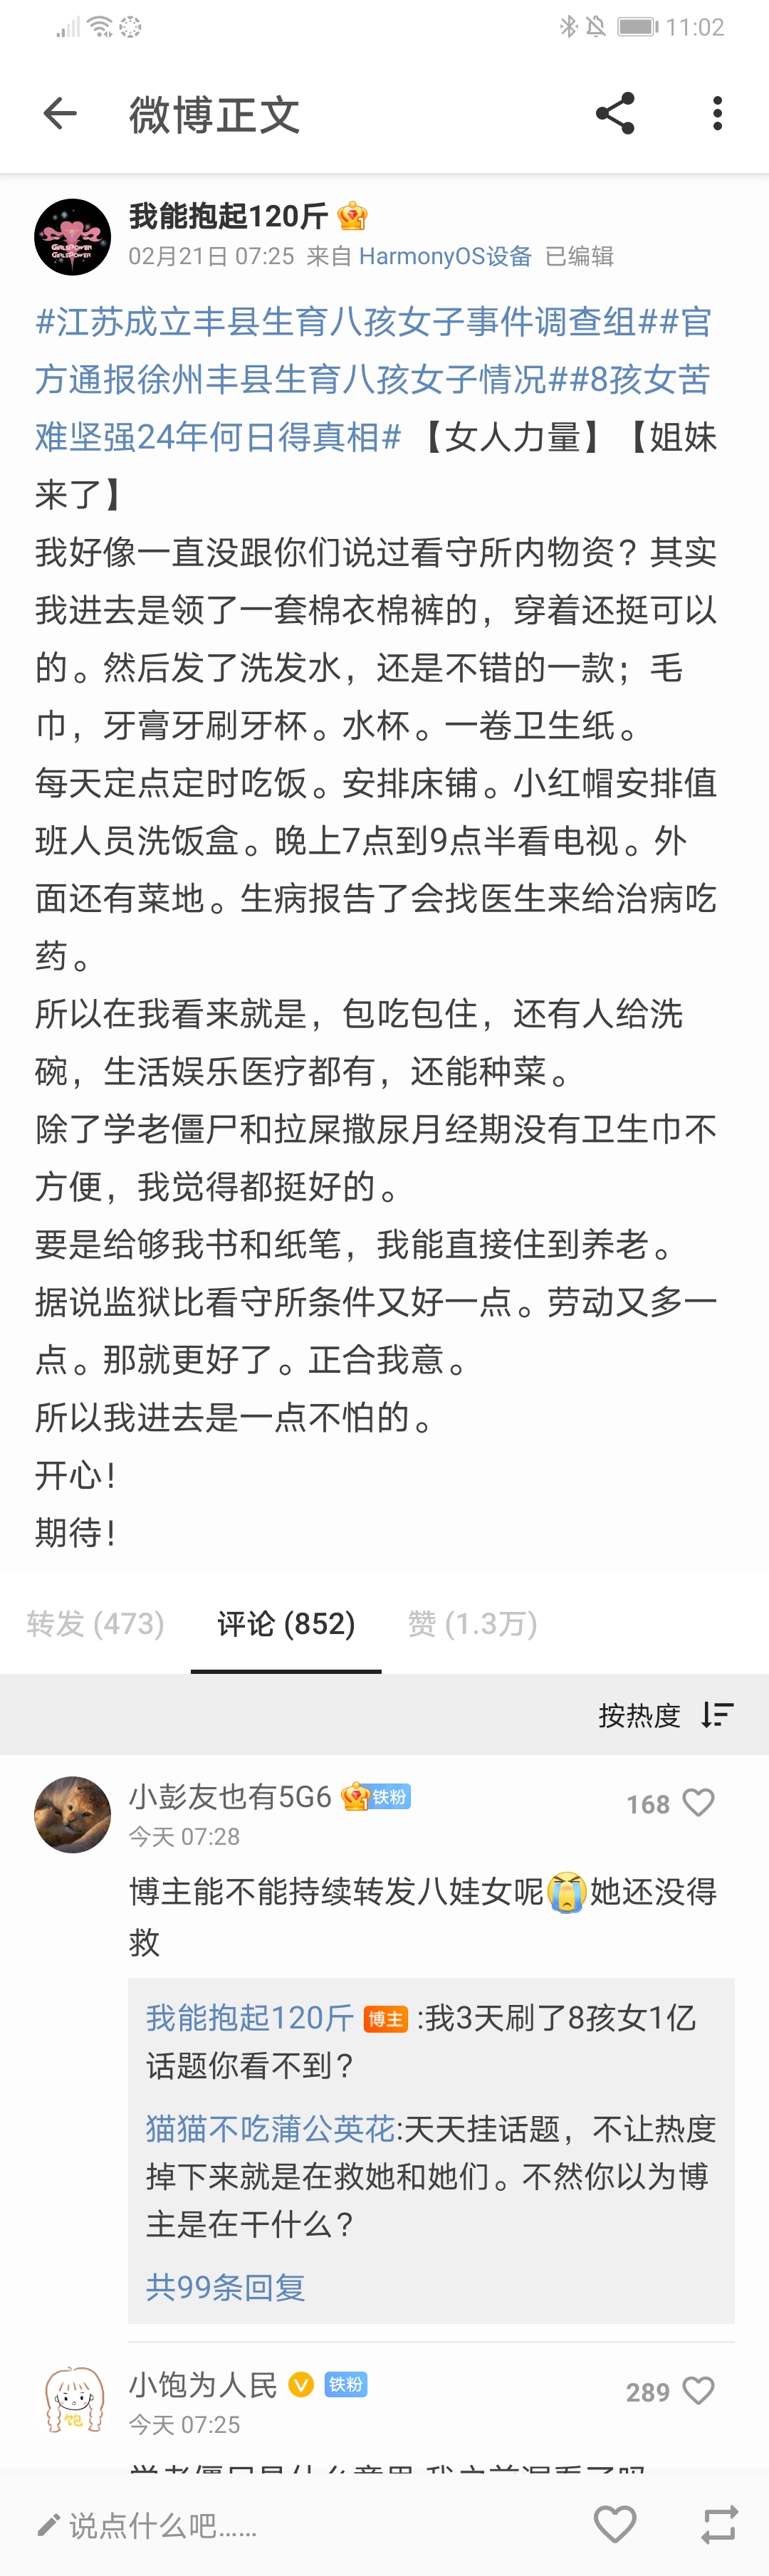 11:02
微博正文
我能抱起120斤
02月21日 07:25 来自 HarmonyOS设备 已编辑
#江苏成立丰县生育八孩女子事件调查组##官
方通报徐州丰县生育八孩女子情况##8孩女苦
难坚强24年何日得真相# 【女人力量】【姐妹
来了】
我好像一直没跟你们说过看守所内物资？其实
我进去是领了一套棉衣棉裤的，穿着还挺可以
的。然后发了洗发水，还是不错的一款；毛
巾，牙膏牙刷牙杯。水杯。一卷卫生纸。
每天定点定时吃饭。安排床铺。小红帽安排值
班人员洗饭盒。晚上7点到9点半看电视。外
面还有菜地。生病报告了会找医生来给治病吃
药。
所以在我看来就是，包吃包住，还有人给洗
碗，生活娱乐医疗都有，还能种菜。
除了学老僵尸和拉屎撒尿月经期没有卫生巾不
方便，我觉得都挺好的。
要是给够我书和纸笔，我能直接住到养老。
据说监狱比看守所条件又好一点。劳动又多一
点。那就更好了。正合我意。
所以我进去是一点不怕的。
开心！
期待！
转发 (473) 评论 (852) 赞 (1.3万)
按热度
小彭友也有5G6 铁粉 168
今天 07:28
博主能不能持续转发八娃女呢😭她还没得
救
我能抱起120斤 博主 :我3天刷了8孩女1亿
话题你看不到？
猫猫不吃蒲公英花:天天挂话题，不让热度
掉下来就是在救她和她们。不然你以为博
主是在干什么？
共99条回复
小饱为人民 铁粉 289
今天 07:25
说点什么吧......